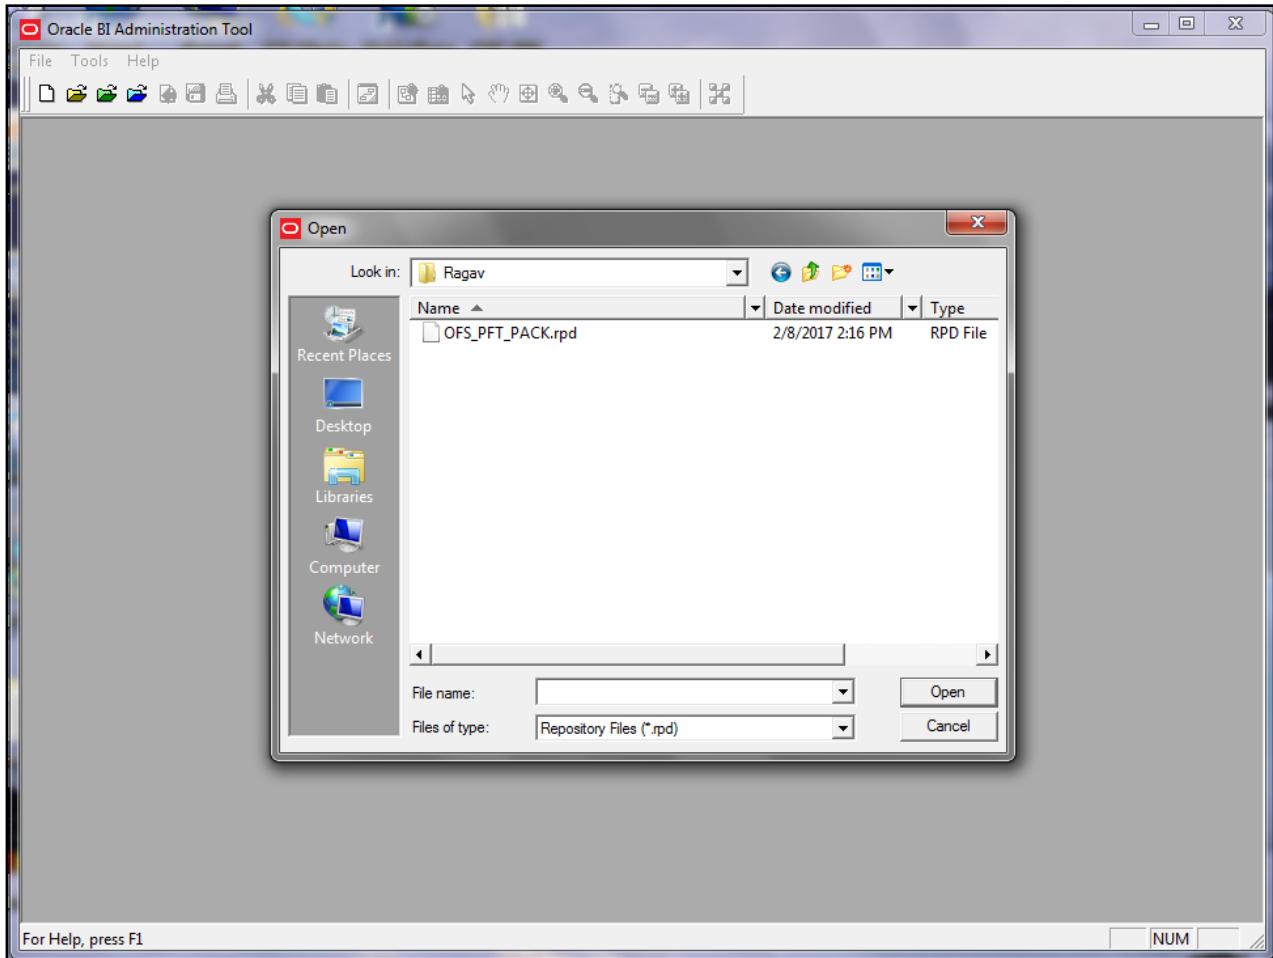 Oracle BI Administration Tool
File Tools Help
Open
Look in: Ragav
Name Date modified Type
OFS_PFT_PACK.rpd 2/8/2017 2:16 PM RPD File
Recent Places
Desktop
Libraries
Computer
Network
File name: Open
Files of type: Repository Files (*.rpd) Cancel
For Help, press F1 NUM